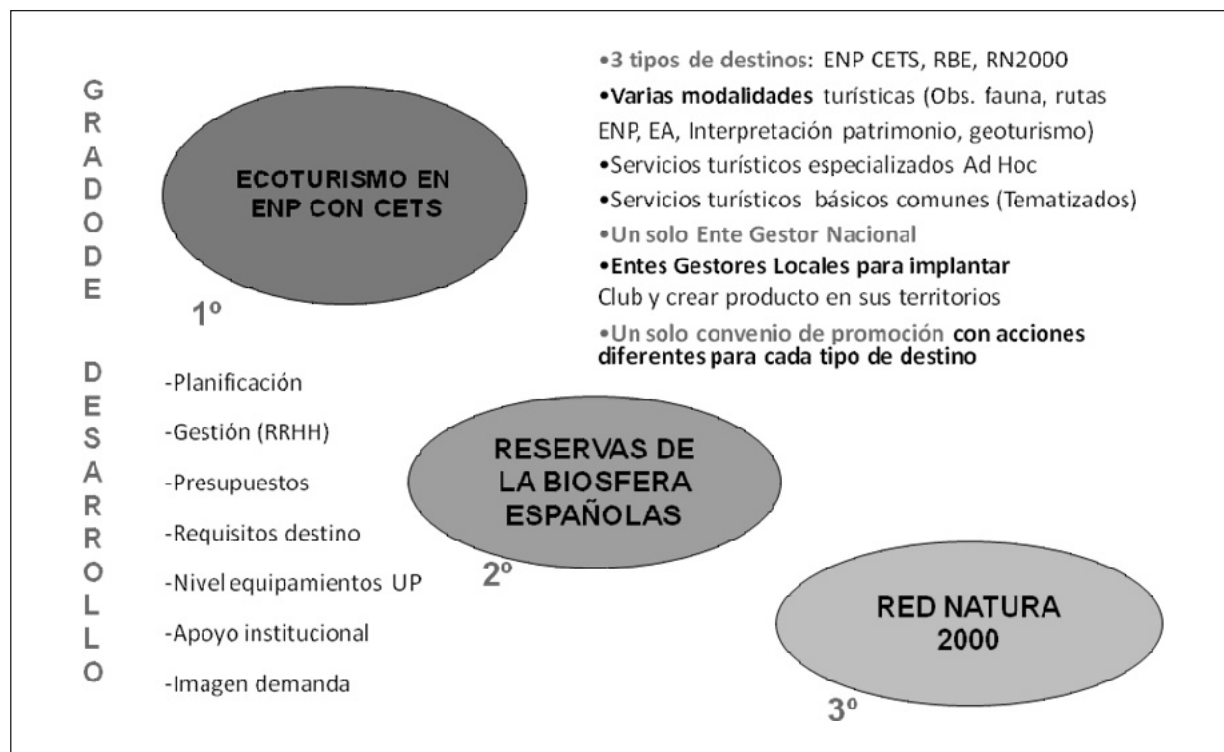 GRADO DE DESARROLLO
ECOTURISMO EN
ENP CON CETS
1º
•3 tipos de destinos: ENP CETS, RBE, RN2000
•Varias modalidades turísticas (Obs. fauna, rutas
ENP, EA, Interpretación patrimonio, geoturismo)
•Servicios turísticos especializados Ad Hoc
•Servicios turísticos básicos comunes (Tematizados)
•Un solo Ente Gestor Nacional
•Entes Gestores Locales para implantar
Club y crear producto en sus territorios
•Un solo convenio de promoción con acciones
diferentes para cada tipo de destino
-Planificación
-Gestión (RRHH)
-Presupuestos
-Requisitos destino
-Nivel equipamientos UP
-Apoyo institucional
-Imagen demanda
RESERVAS DE
LA BIOSFERA
ESPAÑOLAS
2º
RED NATURA
2000
3º